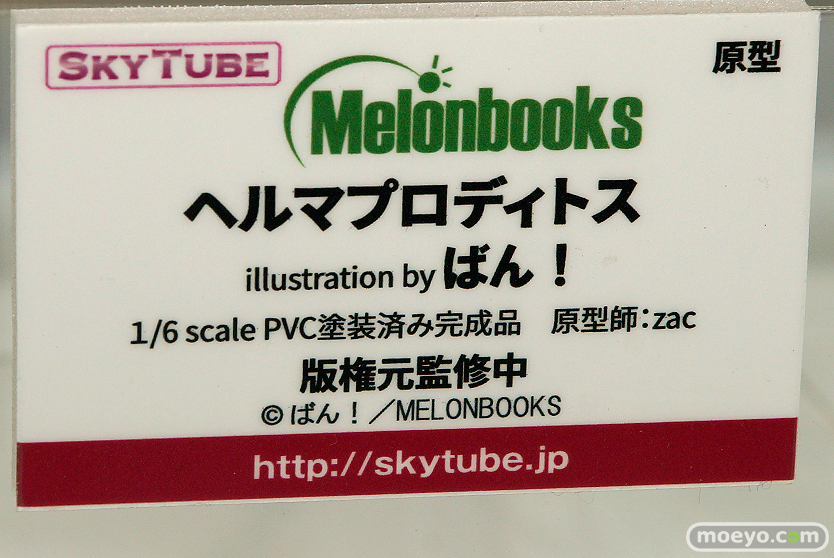 SKYTUBE
原型
Melonbooks
ヘルマプロディトス
illustration by ばん！
1/6 scale PVC塗装済み完成品　原型師：zac
版権元監修中
© ばん！／MELONBOOKS
http://skytube.jp
moeyo.com